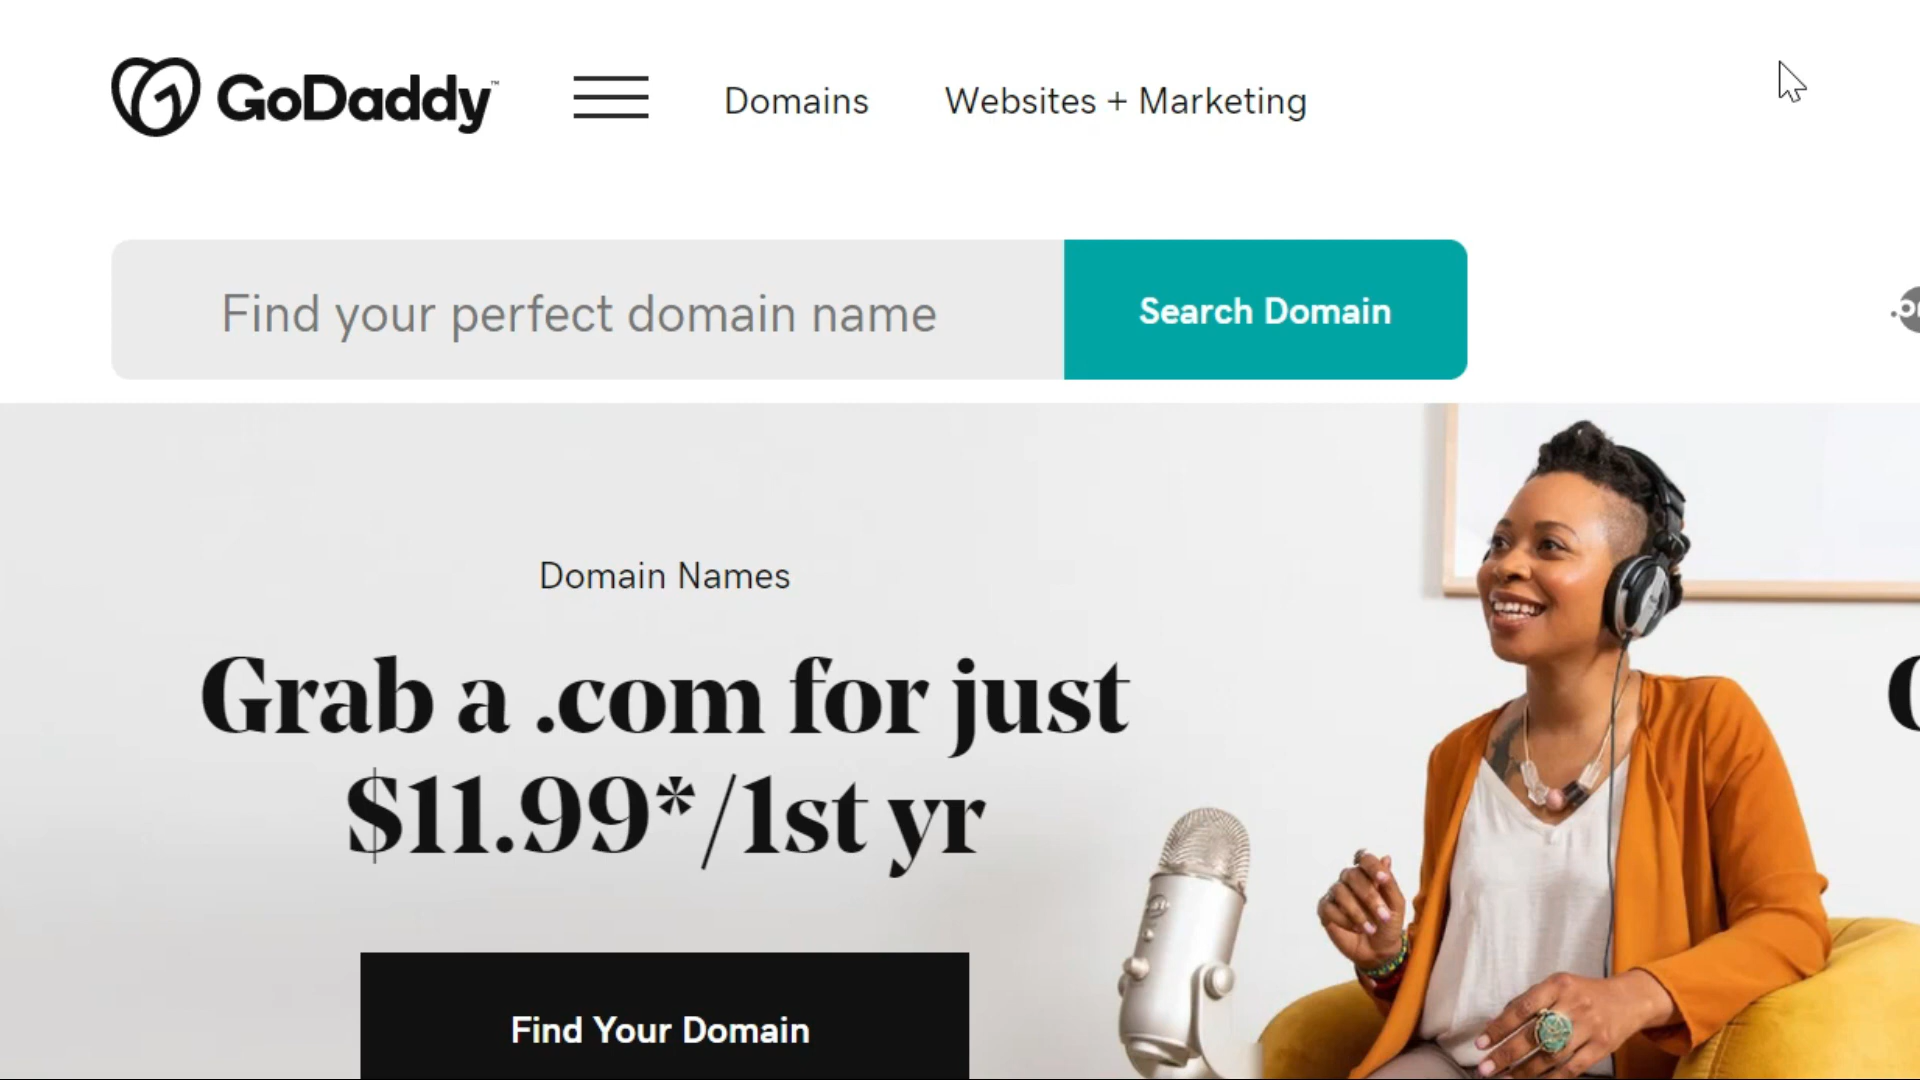 GoDaddy™
Domains
Websites + Marketing
Find your perfect domain name
Search Domain
Domain Names
Grab a .com for just
$11.99*/1st yr
Find Your Domain